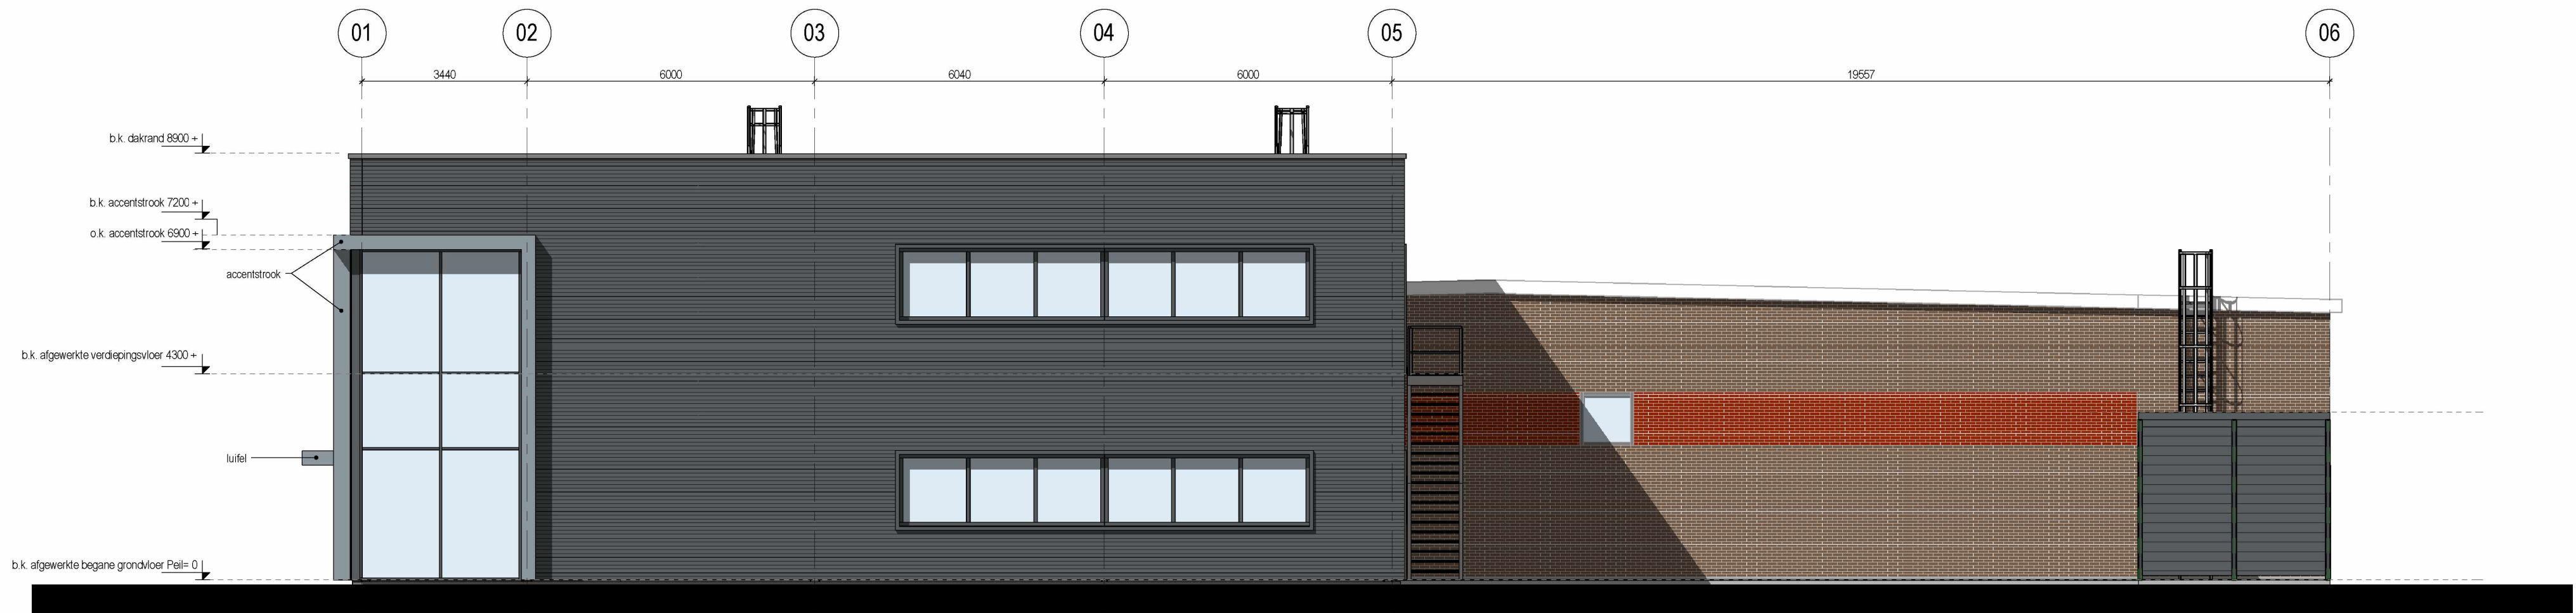 01 02 03 04 05 06
3440 6000 6040 6000 19557
b.k. dakrand 8900 +
b.k. accentstrook 7200 +
o.k. accentstrook 6900 +
accentstrook
b.k. afgewerkte verdiepingsvloer 4300 +
luifel
b.k. afgewerkte begane grondvloer Peil= 0